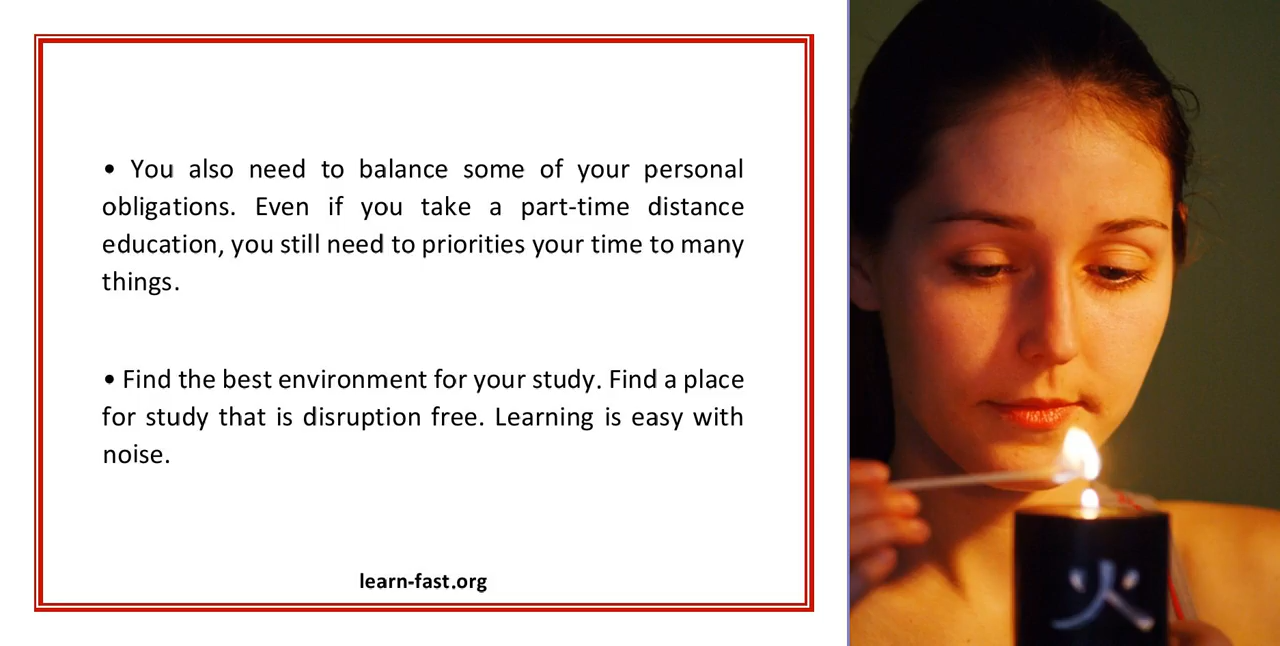 • You also need to balance some of your personal
obligations. Even if you take a part-time distance
education, you still need to priorities your time to many
things.
• Find the best environment for your study. Find a place
for study that is disruption free. Learning is easy with
noise.
learn-fast.org
火